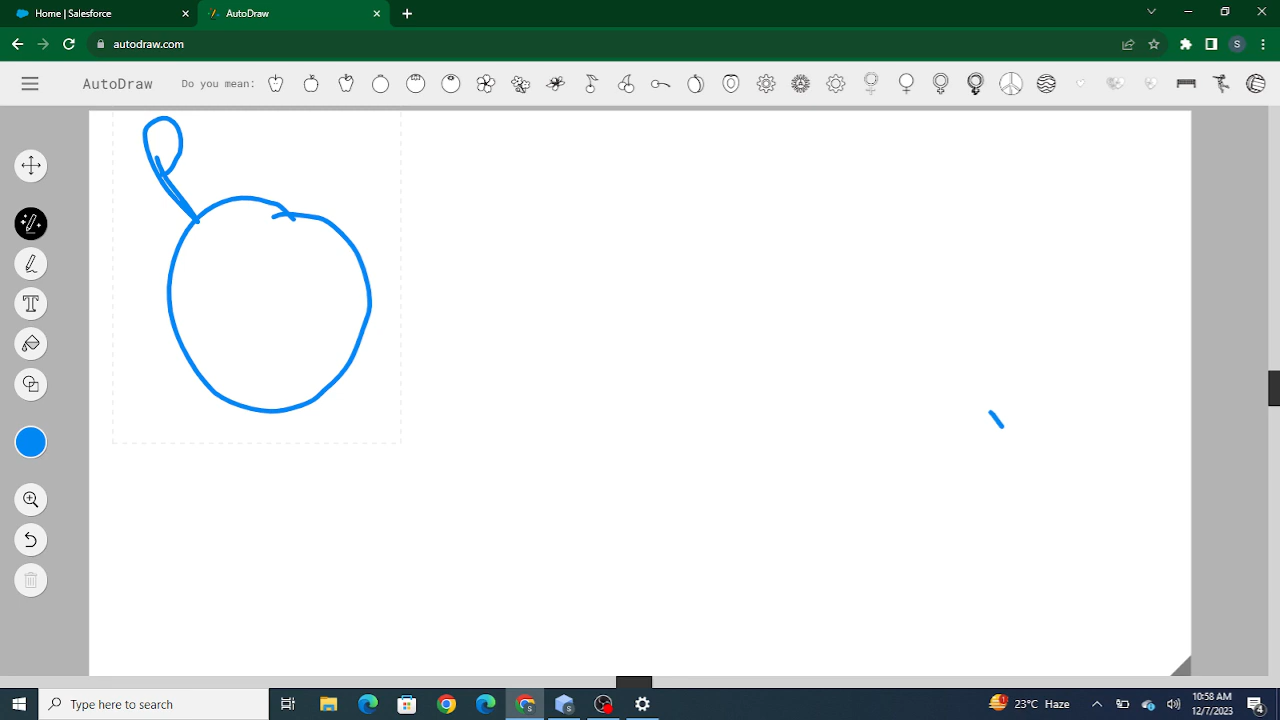 Home | Salesforce
AutoDraw
autodraw.com
S
AutoDraw
Do you mean:
T
Type here to search
23°C Haze
10:58 AM
12/7/2023
4